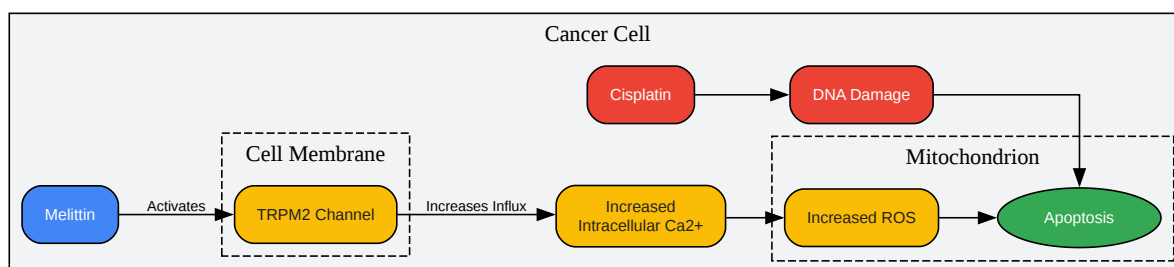 Cancer Cell
Cisplatin
DNA Damage
Cell Membrane
Mitochondrion
Melittin
Activates
TRPM2 Channel
Increases Influx
Increased
Intracellular Ca2+
Increased ROS
Apoptosis